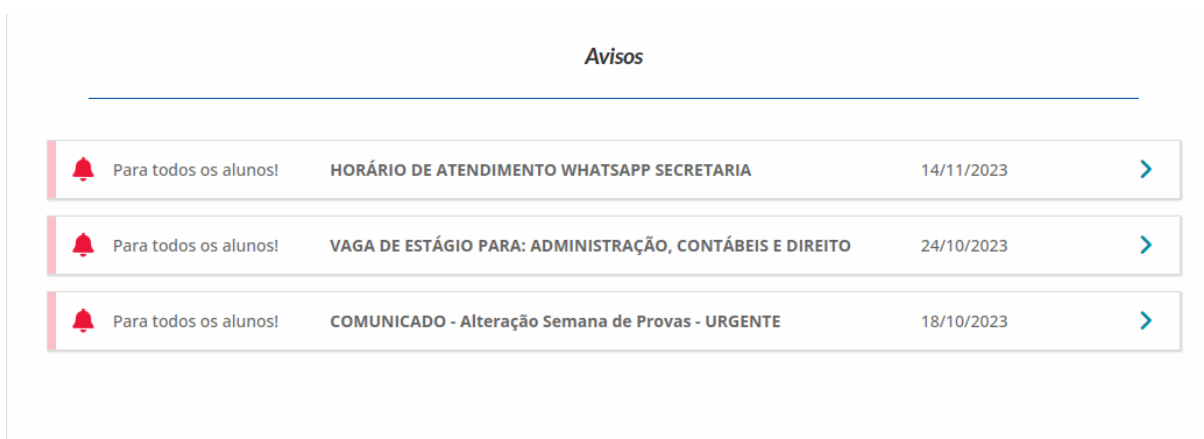 Avisos
Para todos os alunos! HORÁRIO DE ATENDIMENTO WHATSAPP SECRETARIA 14/11/2023
Para todos os alunos! VAGA DE ESTÁGIO PARA: ADMINISTRAÇÃO, CONTÁBEIS E DIREITO 24/10/2023
Para todos os alunos! COMUNICADO - Alteração Semana de Provas - URGENTE 18/10/2023